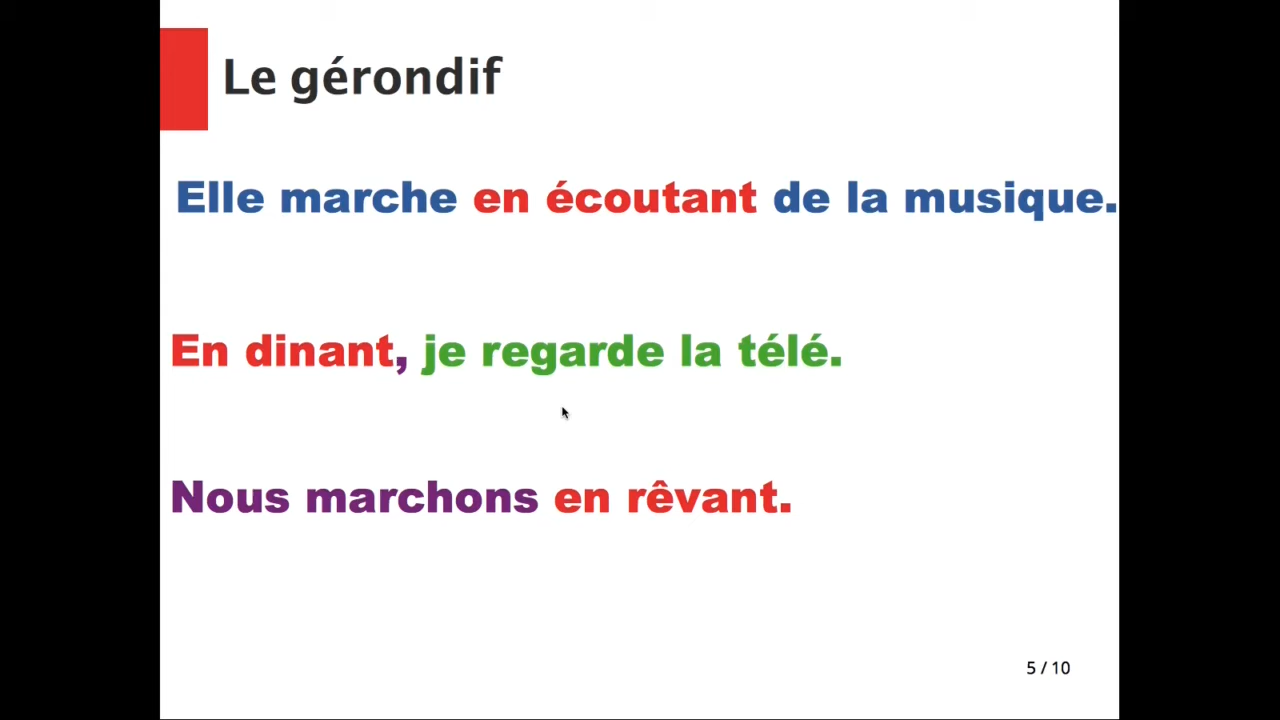 Le gérondif
Elle marche en écoutant de la musique.
En dinant, je regarde la télé.
Nous marchons en rêvant.
5 / 10